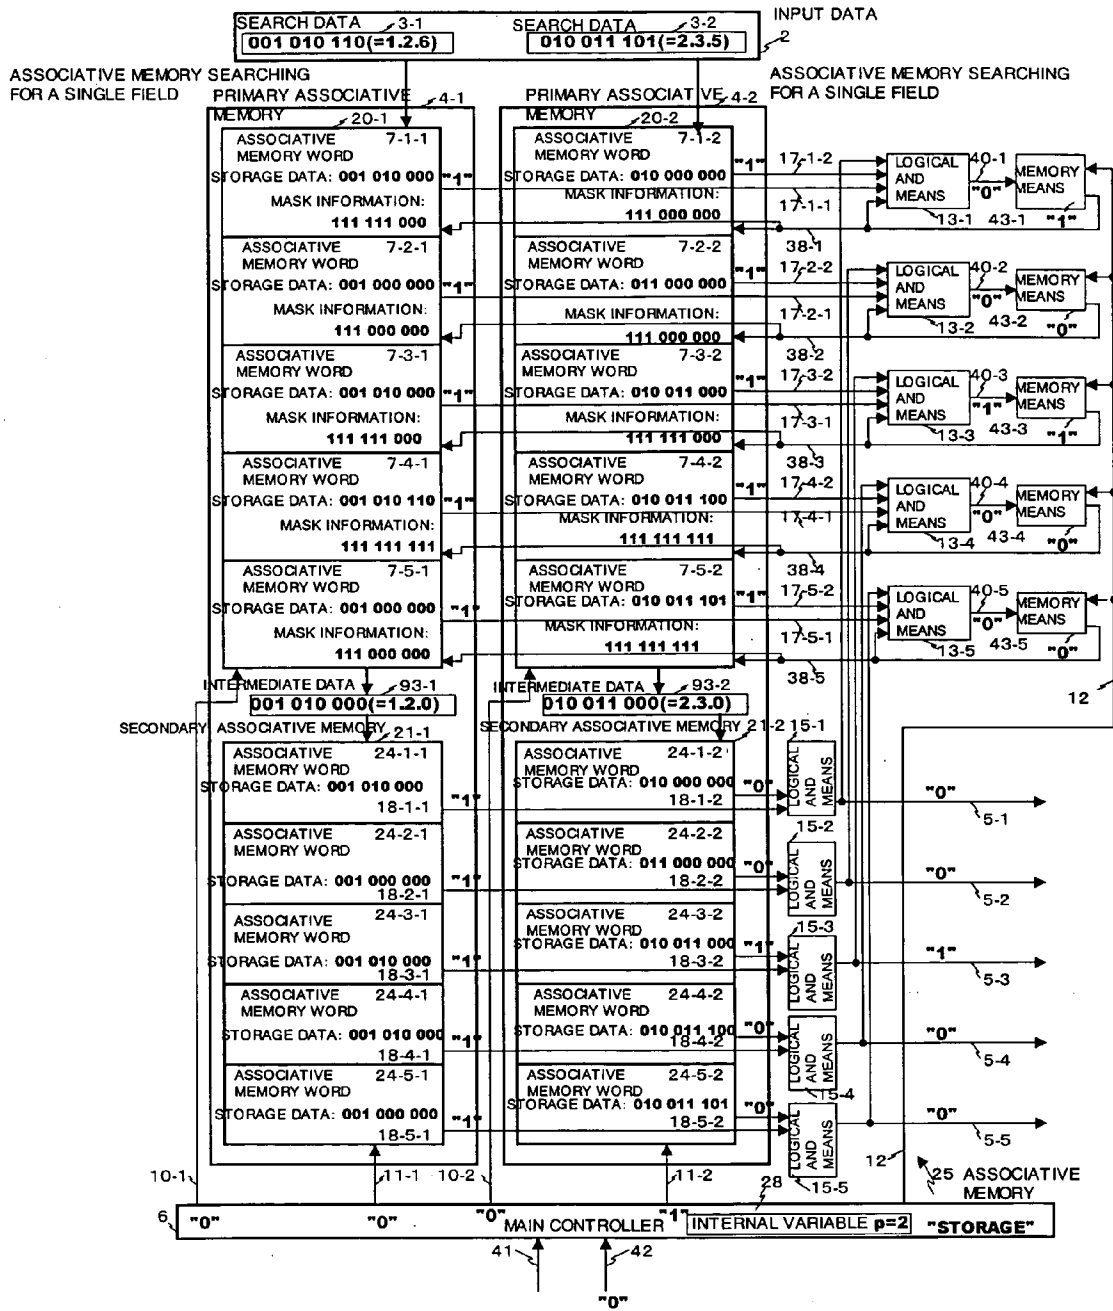 INPUT DATA
2
SEARCH DATA 3-1
001 010 110(=1.2.6)
SEARCH DATA 3-2
010 011 101(=2.3.5)
ASSOCIATIVE MEMORY SEARCHING
FOR A SINGLE FIELD
ASSOCIATIVE MEMORY SEARCHING
FOR A SINGLE FIELD
PRIMARY ASSOCIATIVE
MEMORY
4-1
20-1
ASSOCIATIVE 7-1-1
MEMORY WORD
STORAGE DATA: 001 010 000 "1"
MASK INFORMATION:
111 111 000
ASSOCIATIVE 7-2-1
MEMORY WORD
STORAGE DATA: 001 000 000 "1"
MASK INFORMATION:
111 000 000
ASSOCIATIVE 7-3-1
MEMORY WORD
STORAGE DATA: 001 010 000 "1"
MASK INFORMATION:
111 111 000
ASSOCIATIVE 7-4-1
MEMORY WORD
STORAGE DATA: 001 010 110 "1"
MASK INFORMATION:
111 111 111
ASSOCIATIVE 7-5-1
MEMORY WORD
STORAGE DATA: 001 000 000 "1"
MASK INFORMATION:
111 000 000
PRIMARY ASSOCIATIVE
MEMORY
4-2
20-2
ASSOCIATIVE 7-1-2
MEMORY WORD
STORAGE DATA: 010 000 000
"1"
MASK INFORMATION:
111 000 000
ASSOCIATIVE 7-2-2
MEMORY WORD
STORAGE DATA: 011 000 000
"1"
MASK INFORMATION:
111 000 000
ASSOCIATIVE 7-3-2
MEMORY WORD
STORAGE DATA: 010 011 000
"1"
MASK INFORMATION:
111 111 000
ASSOCIATIVE 7-4-2
MEMORY WORD
STORAGE DATA: 010 011 100
"1"
MASK INFORMATION:
111 111 111
ASSOCIATIVE 7-5-2
MEMORY WORD
STORAGE DATA: 010 011 101
"1"
MASK INFORMATION:
111 111 111
17-1-2
17-1-1
38-1
17-2-2
17-2-1
38-2
17-3-2
17-3-1
38-3
17-4-2
17-4-1
38-4
17-5-2
17-5-1
38-5
LOGICAL
AND
MEANS
13-1
40-1
"0"
MEMORY
MEANS
43-1
"1"
LOGICAL
AND
MEANS
13-2
40-2
"0"
MEMORY
MEANS
43-2
"0"
LOGICAL
AND
MEANS
13-3
40-3
"1"
MEMORY
MEANS
43-3
"1"
LOGICAL
AND
MEANS
13-4
40-4
"0"
MEMORY
MEANS
43-4
"0"
LOGICAL
AND
MEANS
13-5
40-5
"0"
MEMORY
MEANS
43-5
"0"
12
INTERMEDIATE DATA 93-1
001 010 000(=1.2.0)
INTERMEDIATE DATA 93-2
010 011 000(=2.3.0)
SECONDARY ASSOCIATIVE MEMORY
21-1
ASSOCIATIVE 24-1-1
MEMORY WORD
STORAGE DATA: 001 010 000
18-1-1 "1"
ASSOCIATIVE 24-2-1
MEMORY WORD
STORAGE DATA: 001 000 000 "1"
18-2-1
ASSOCIATIVE 24-3-1
MEMORY WORD
STORAGE DATA: 001 010 000 "1"
18-3-1
ASSOCIATIVE 24-4-1
MEMORY WORD
STORAGE DATA: 001 010 000 "1"
18-4-1
ASSOCIATIVE 24-5-1
MEMORY WORD
STORAGE DATA: 001 000 000 "1"
18-5-1
SECONDARY ASSOCIATIVE MEMORY 21-2
ASSOCIATIVE 24-1-2
MEMORY WORD
STORAGE DATA: 010 000 000 "0"
18-1-2
ASSOCIATIVE 24-2-2
MEMORY WORD
STORAGE DATA: 011 000 000 "0"
18-2-2
ASSOCIATIVE 24-3-2
MEMORY WORD
STORAGE DATA: 010 011 000 "1"
18-3-2
ASSOCIATIVE 24-4-2
MEMORY WORD
STORAGE DATA: 010 011 100 "0"
18-4-2
ASSOCIATIVE 24-5-2
MEMORY WORD
STORAGE DATA: 010 011 101 "0"
18-5-2
15-1
LOGICAL
AND
MEANS
15-2
LOGICAL
AND
MEANS
15-3
LOGICAL
AND
MEANS
15-4
LOGICAL
AND
MEANS
15-5
LOGICAL
AND
MEANS
"0"
5-1
"0"
5-2
"1"
5-3
"0"
5-4
"0"
5-5
12
25 ASSOCIATIVE
MEMORY
10-1
11-1
10-2
11-2
28
6
"0" "0" "0" MAIN CONTROLLER "1" INTERNAL VARIABLE p=2 "STORAGE"
41
42
"0"